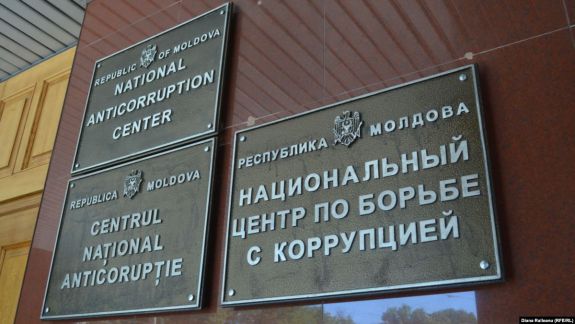 REPUBLIC OF MOLDOVA
NATIONAL
ANTICORRUPTION
CENTER
REPUBLICA MOLDOVA
CENTRUL
NAȚIONAL
ANTICORUPȚIE
РЕСПУБЛИКА МОЛДОВА
НАЦИОНАЛЬНЫЙ
ЦЕНТР ПО БОРЬБЕ
С КОРРУПЦИЕЙ
Diana Raileanu (RFE/RL)